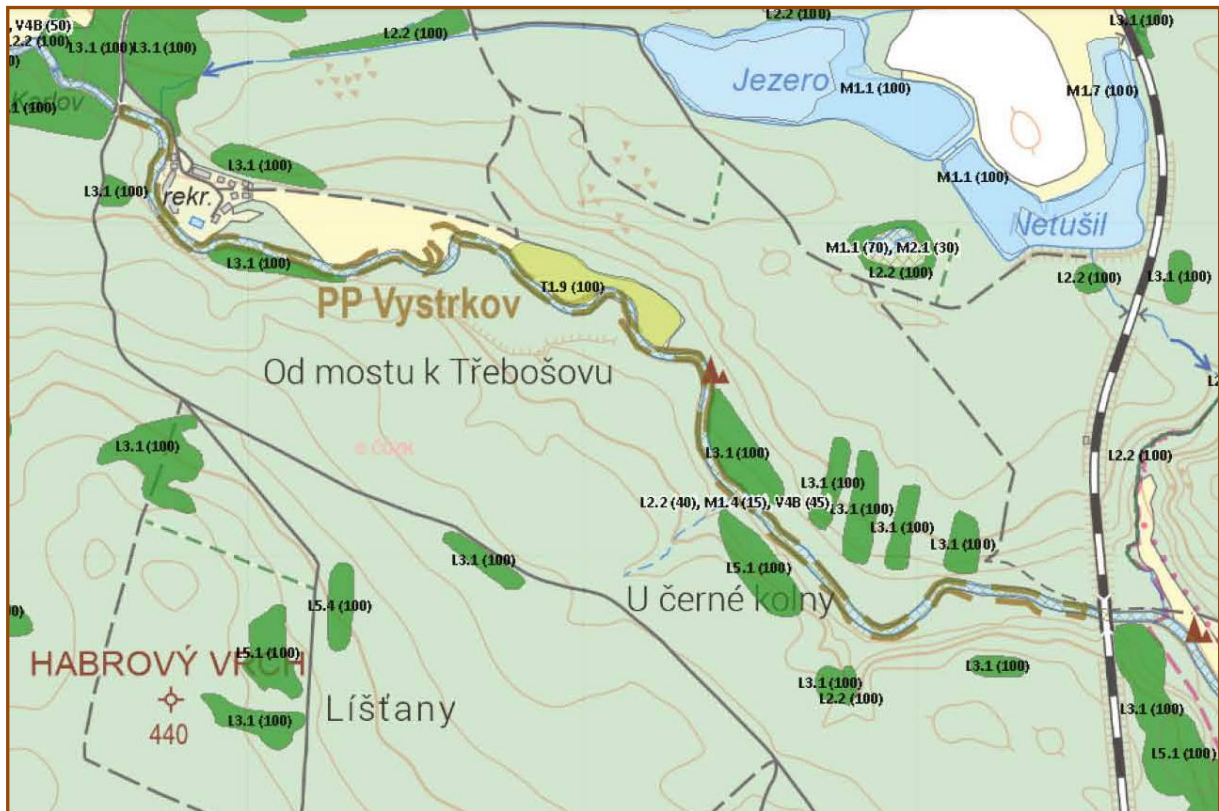 , V4B (50)
L2.2 (100)
L3.1 (100)
L3.1 (100)
L2.2 (100)
L2.2 (100)
L3.1 (100)
Jezero
M1.1 (100)
M1.7 (100)
Karlov
.1 (100)
L3.1 (100)
L3.1 (100)
rekr.
M1.1 (100)
Netušil
M1.1 (70), M2.1 (30)
L2.2 (100)
L2.2 (100)
L3.1 (100)
L3.1 (100)
T1.9 (100)
PP Vystrkov
Od mostu k Třebošovu
L3.1 (100)
© ČÚZK
L3.1 (100)
L2.2 (100)
L3.1 (100)
L2.2 (40), M1.4 (15), V4B (45)
L3.1 (100)
L3.1 (100)
L3.1 (100)
L3.1 (100)
L5.1 (100)
U černé kolny
L5.4 (100)
L5.1 (100)
HABROVÝ VRCH
L3.1 (100)
L3.1 (100)
L2.2 (100)
L3.1 (100)
440
Líšťany
L3.1 (100)
L5.1 (100)